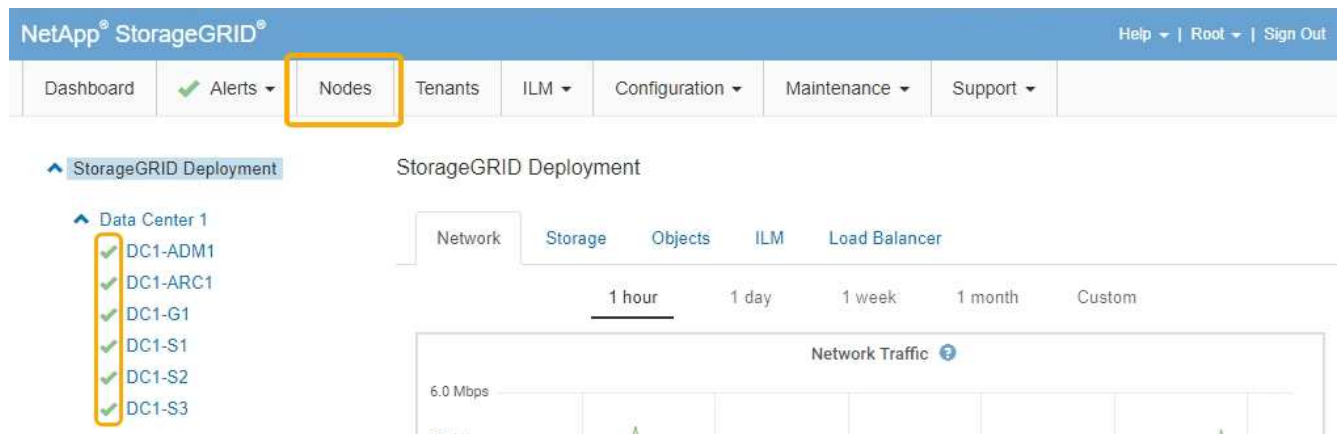 NetApp® StorageGRID® Help | Root | Sign Out
Dashboard Alerts Nodes Tenants ILM Configuration Maintenance Support
StorageGRID Deployment
StorageGRID Deployment
Data Center 1
DC1-ADM1
DC1-ARC1
DC1-G1
DC1-S1
DC1-S2
DC1-S3
Network Storage Objects ILM Load Balancer
1 hour 1 day 1 week 1 month Custom
Network Traffic ?
6.0 Mbps